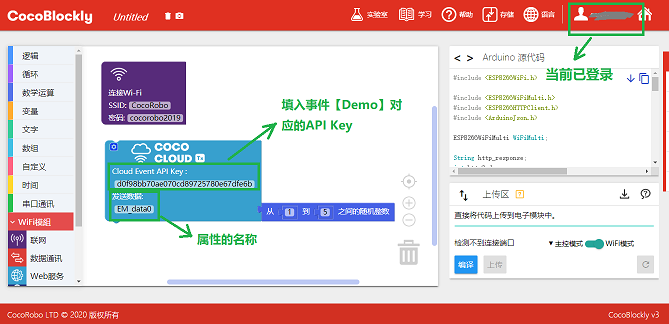 CocoBlockly
Untitled
实验室
学习
帮助
存储
语言
逻辑
循环
数学运算
变量
文字
数组
自定义
时间
串口通讯
WiFi模组
联网
数据通讯
Web服务
连接Wi-Fi
SSID: CocoRobo
密码: cocorobo2019
填入事件【Demo】对
应的API Key
COCO
CLOUD Tx
Cloud Event API Key :
d0f98bb70ae070cd89725780e67dfe6b
发送数据:
EM_data0
从 1 到 5 之间的随机整数
属性的名称
< > Arduino 源代码
当前已登录
#include <ESP8266WiFi.h>
#include <ESP8266WiFiMulti.h>
#include <ESP8266HTTPClient.h>
#include <ArduinoJson.h>
ESP8266WiFiMulti WiFiMulti;
String http_response;
上传区
直接将代码上传到电子模块中。
检测不到连接端口
主控模式
WiFi模式
编译
上传
CocoRobo LTD © 2020 版权所有
CocoBlockly v3